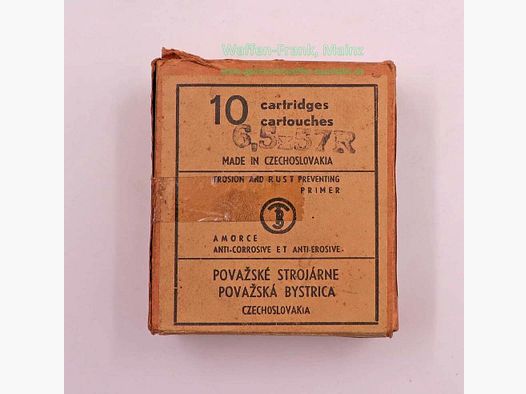 Waffen-Frank, Mainz
10 cartridges
cartouches
6,5x57R
MADE IN CZECHOSLOVAKIA
EROSION AND RUST PREVENTING
PRIMER
AMORCE
ANTI-CORROSIVE ET ANTI-EROSIVE
POVAŽSKÉ STROJÁRNE
POVAŽSKÁ BYSTRICA
CZECHOSLOVAKIA